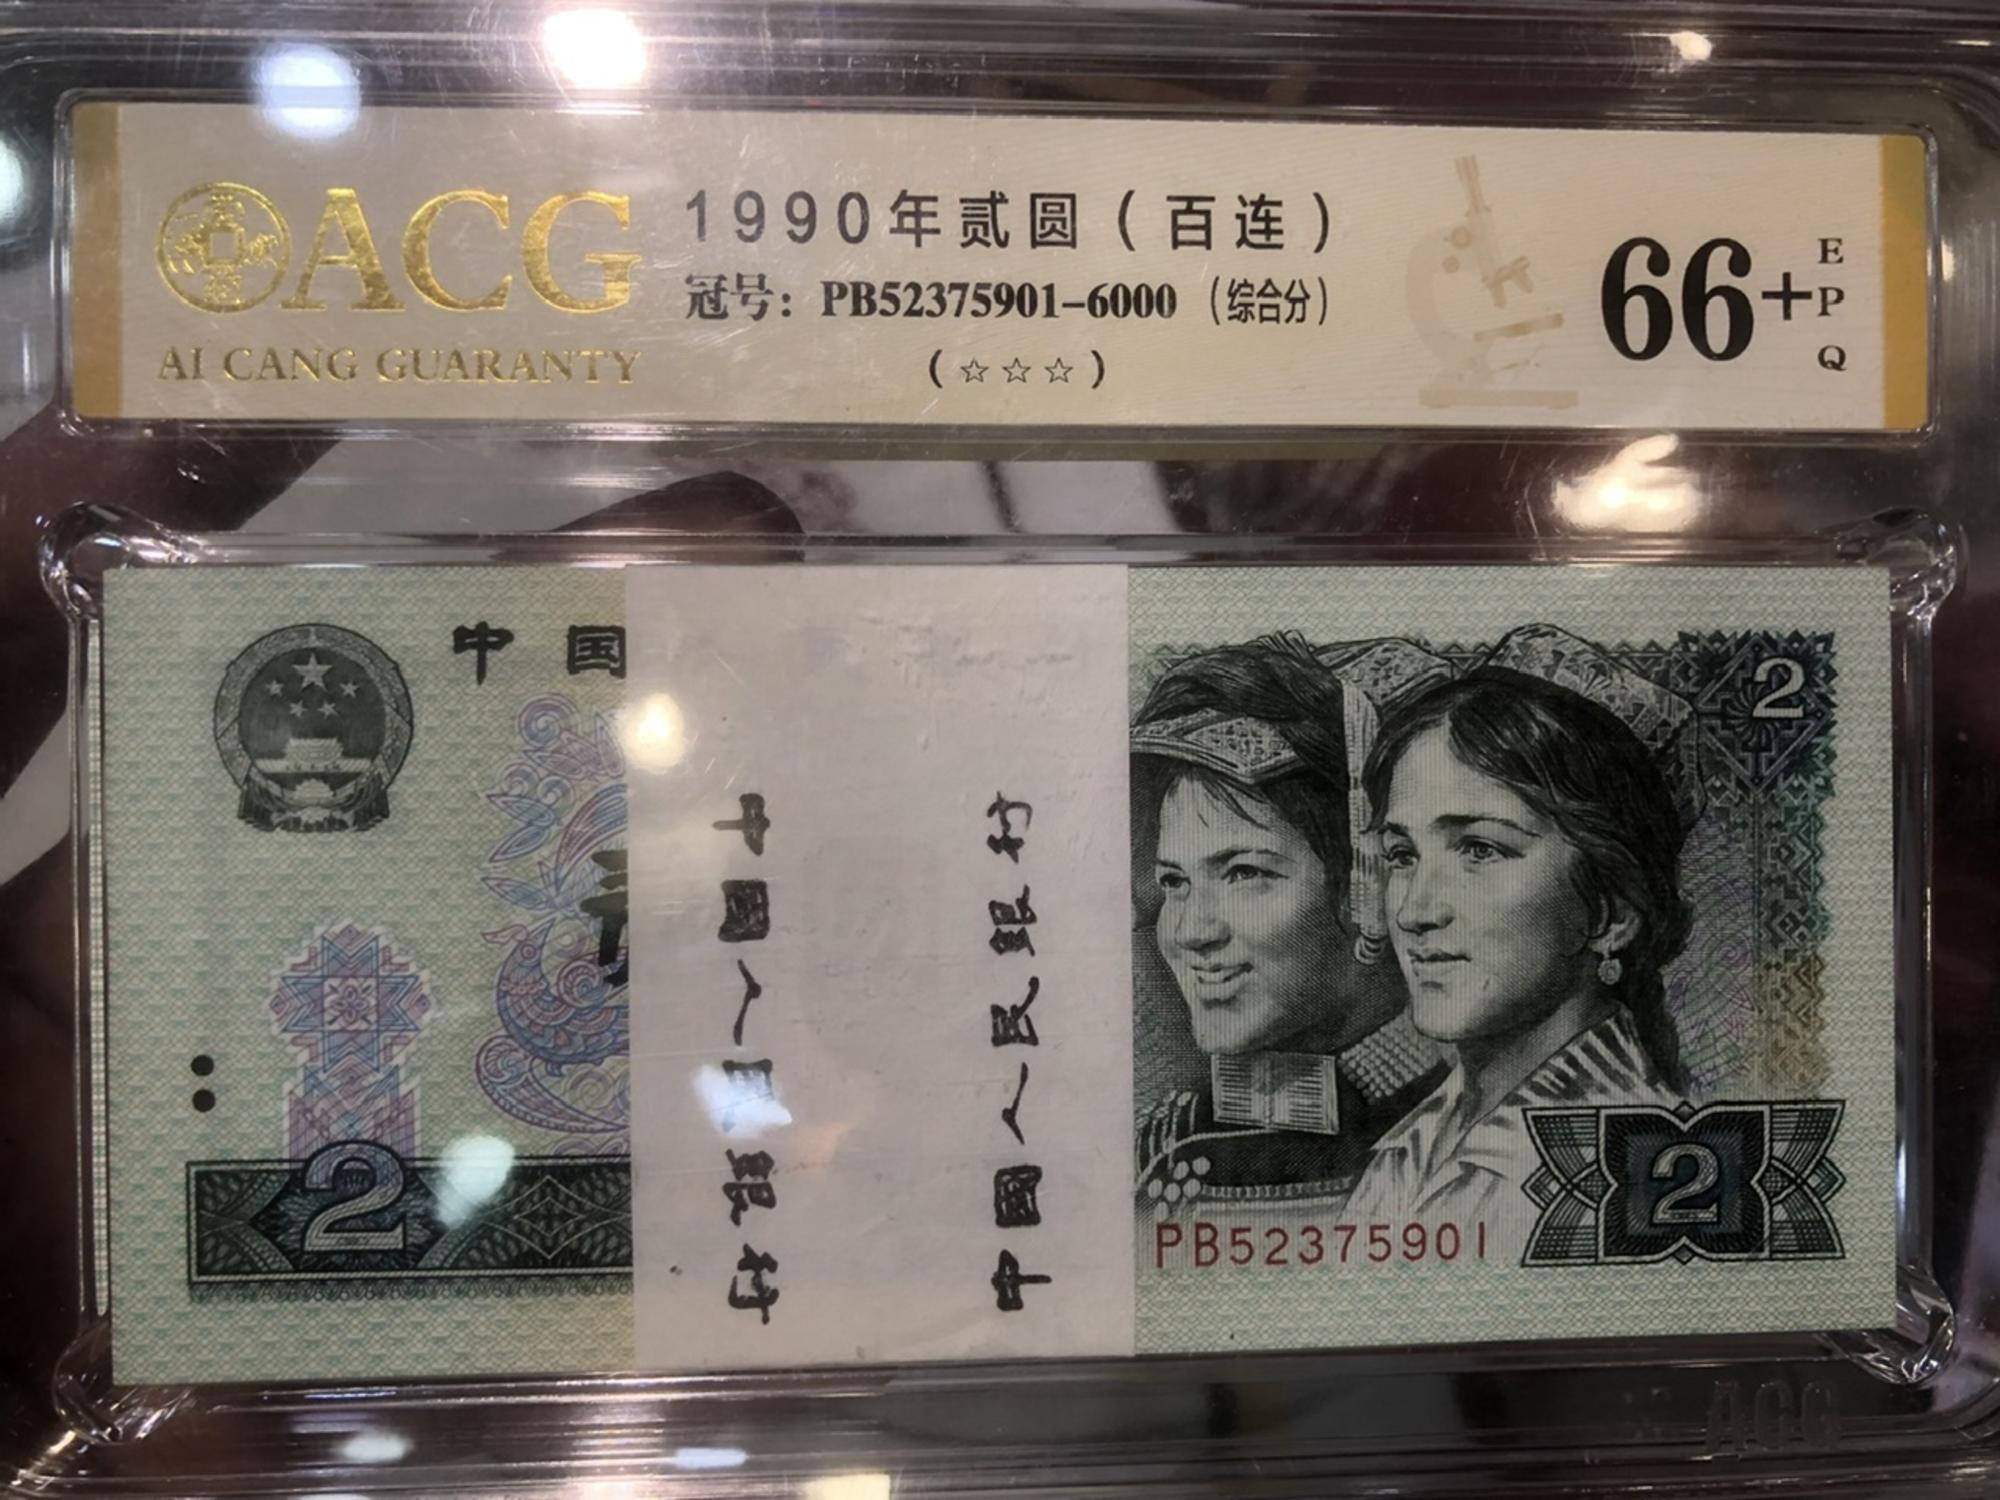 ACG
AI CANG GUARANTY
1990年贰圆(百连)
冠号: PB52375901-6000 (综合分)
(☆☆☆)
66+
EPQ
中国
2
中国人民银行
中国人民银行
2
PB52375901
2
ACG